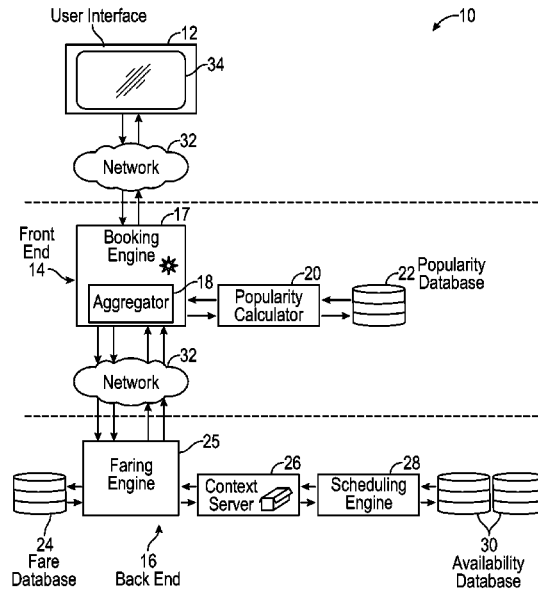 User Interface
10
12
34
32
Network
17
Front
End
14
Booking
Engine
18
Aggregator
20
Popularity
Calculator
22
Popularity
Database
32
Network
25
Faring
Engine
26
Context
Server
28
Scheduling
Engine
24
Fare
Database
16
Back End
30
Availability
Database